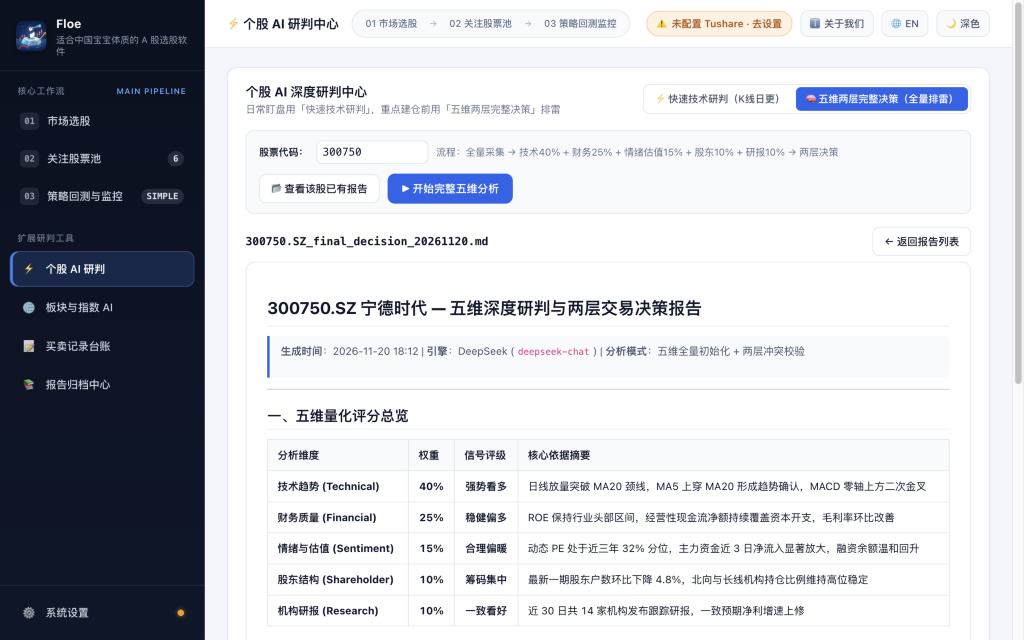 Floe
适合中国宝宝体质的 A 股选股软件
核心工作流 MAIN PIPELINE
01 市场选股
02 关注股票池 6
03 策略回测与监控 SIMPLE
扩展研判工具
⚡ 个股 AI 研判
🌐 板块与指数 AI
📝 买卖记录台账
📚 报告归档中心
⚙️ 系统设置
⚡ 个股 AI 研判中心
01 市场选股 → 02 关注股票池 → 03 策略回测监控
⚠️ 未配置 Tushare · 去设置
ℹ️ 关于我们
🌐 EN
🌙 深色
个股 AI 深度研判中心
日常盯盘用「快速技术研判」，重点建仓前用「五维两层完整决策」排雷
⚡ 快速技术研判（K线日更）
🧠 五维两层完整决策（全量排雷）
股票代码： 300750 流程：全量采集 → 技术40% + 财务25% + 情绪估值15% + 股东10% + 研报10% → 两层决策
查看该股已有报告
▶ 开始完整五维分析
300750.SZ_final_decision_20261120.md
← 返回报告列表
300750.SZ 宁德时代 — 五维深度研判与两层交易决策报告
生成时间：2026-11-20 18:12 | 引擎：DeepSeek ( deepseek-chat ) | 分析模式：五维全量初始化 + 两层冲突校验
一、五维量化评分总览
分析维度 权重 信号评级 核心依据摘要
技术趋势 (Technical) 40% 强势看多 日线放量突破 MA20 颈线，MA5 上穿 MA20 形成趋势确认，MACD 零轴上方二次金叉
财务质量 (Financial) 25% 稳健偏多 ROE 保持行业头部区间，经营性现金流净额持续覆盖资本开支，毛利率环比改善
情绪与估值 (Sentiment) 15% 合理偏暖 动态 PE 处于近三年 32% 分位，主力资金近 3 日净流入显著放大，融资余额温和回升
股东结构 (Shareholder) 10% 筹码集中 最新一期股东户数环比下降 4.8%，北向与长线机构持仓比例维持高位稳定
机构研报 (Research) 10% 一致看好 近 30 日共 14 家机构发布跟踪研报，一致预期净利增速上修